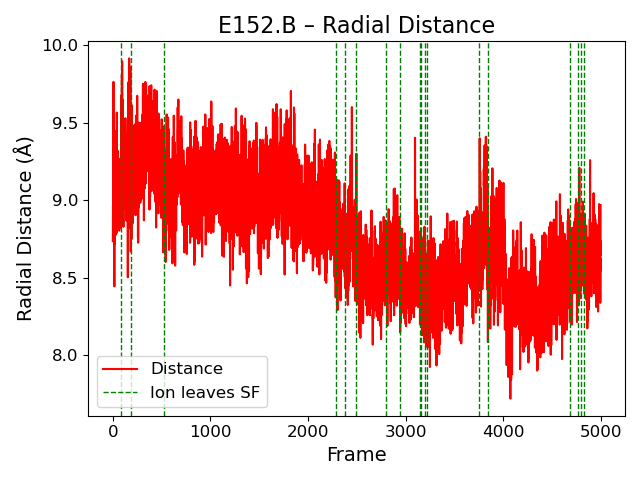 E152.B – Radial Distance
Radial Distance (Å)
10.0
9.5
9.0
8.5
8.0
Distance
Ion leaves SF
0
1000
2000
3000
4000
5000
Frame